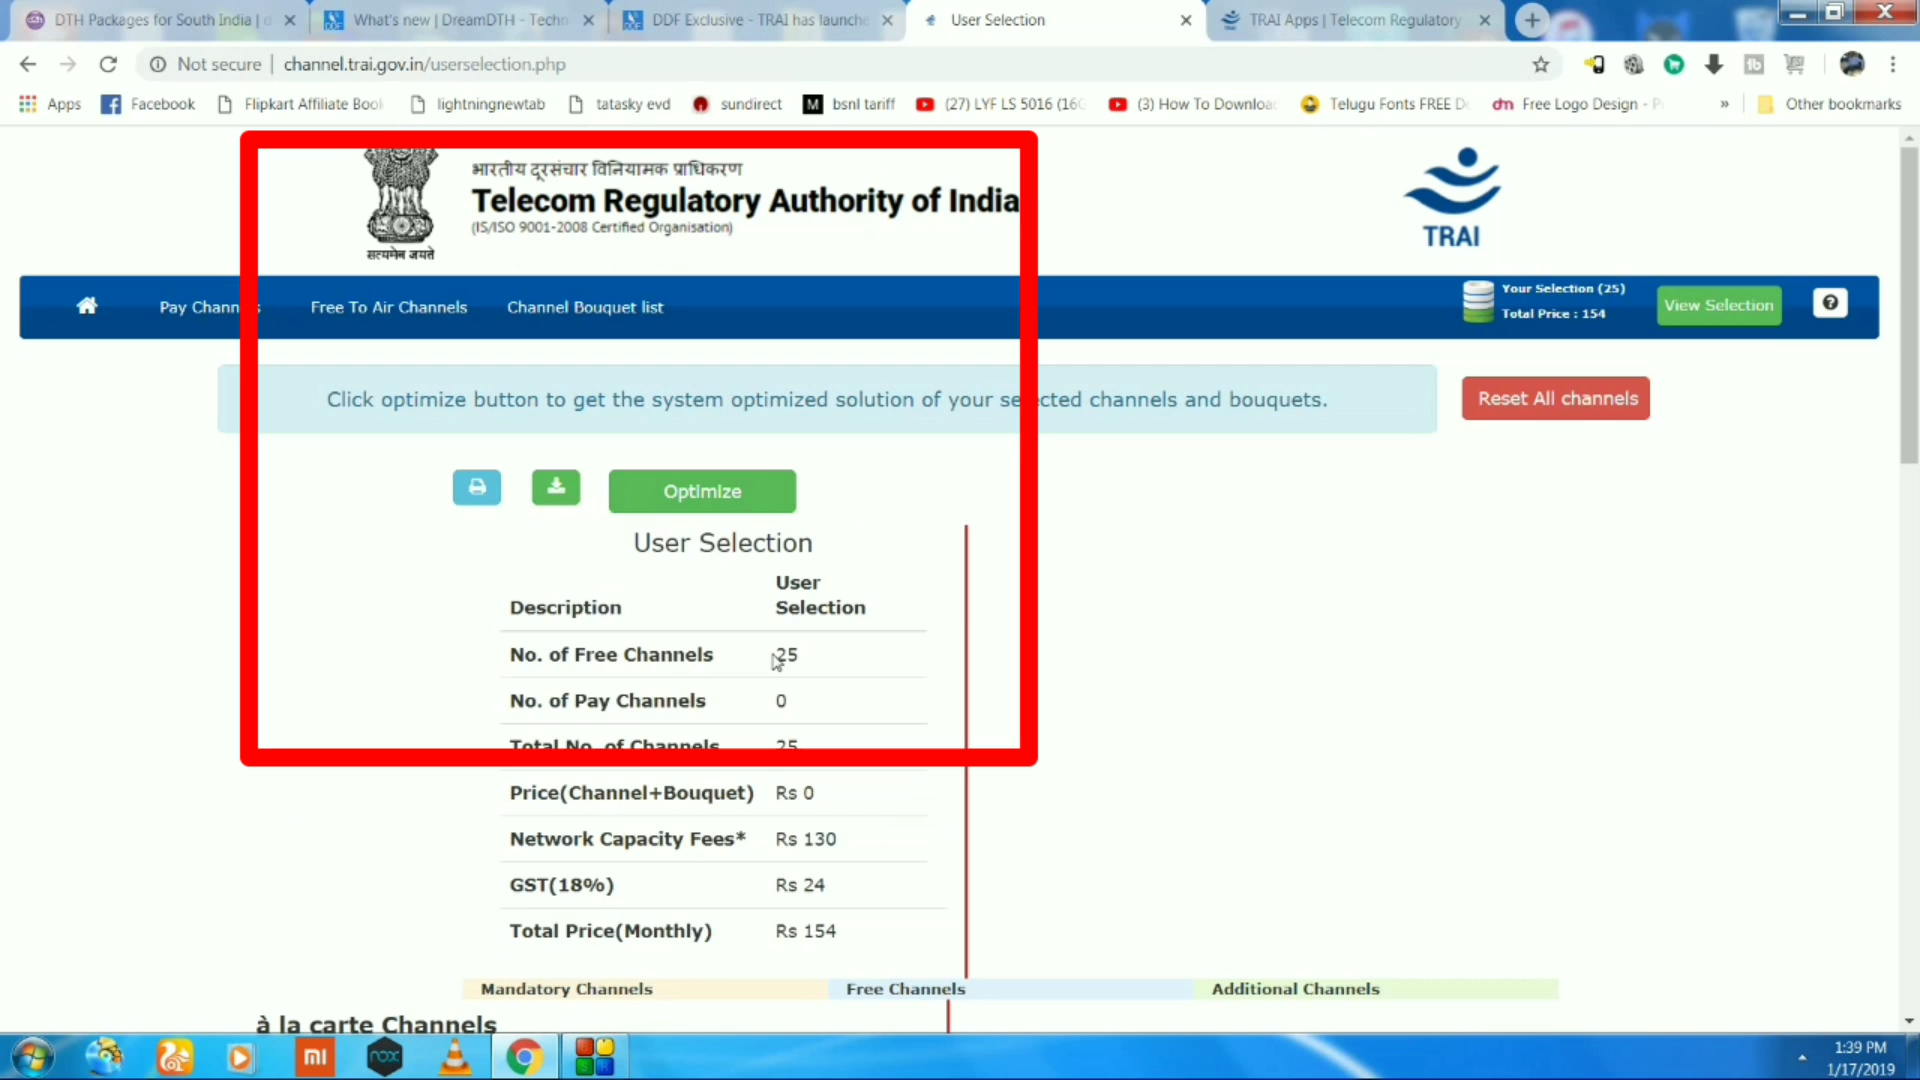 DTH Packages for South India | d
What's new | DreamDTH - Techn
DDF Exclusive - TRAI has launche
User Selection
TRAI Apps | Telecom Regulatory
Not secure | channel.trai.gov.in/userselection.php
Apps
Facebook
Flipkart Affiliate Book
lightningnewtab
tatasky evd
sundirect
M bsnl tariff
(27) LYF LS 5016 (16G
(3) How To Download
Telugu Fonts FREE D
dm Free Logo Design - P
»
Other bookmarks
भारतीय दूरसंचार विनियामक प्राधिकरण
Telecom Regulatory Authority of India
(IS/ISO 9001-2008 Certified Organisation)
सत्यमेव जयते
TRAI
Pay Channels
Free To Air Channels
Channel Bouquet list
Your Selection (25)
Total Price : 154
View Selection
Click optimize button to get the system optimized solution of your selected channels and bouquets.
Reset All channels
Optimize
User Selection
Description User Selection
No. of Free Channels 25
No. of Pay Channels 0
Total No. of Channels 25
Price(Channel+Bouquet) Rs 0
Network Capacity Fees* Rs 130
GST(18%) Rs 24
Total Price(Monthly) Rs 154
Mandatory Channels
Free Channels
Additional Channels
à la carte Channels
mi
nox
1:39 PM
1/17/2019